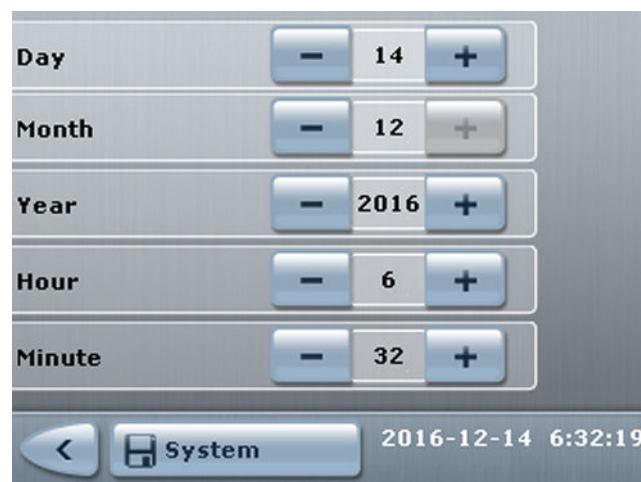 Day - 14 +
Month - 12 +
Year - 2016 +
Hour - 6 +
Minute - 32 +
< System 2016-12-14 6:32:19